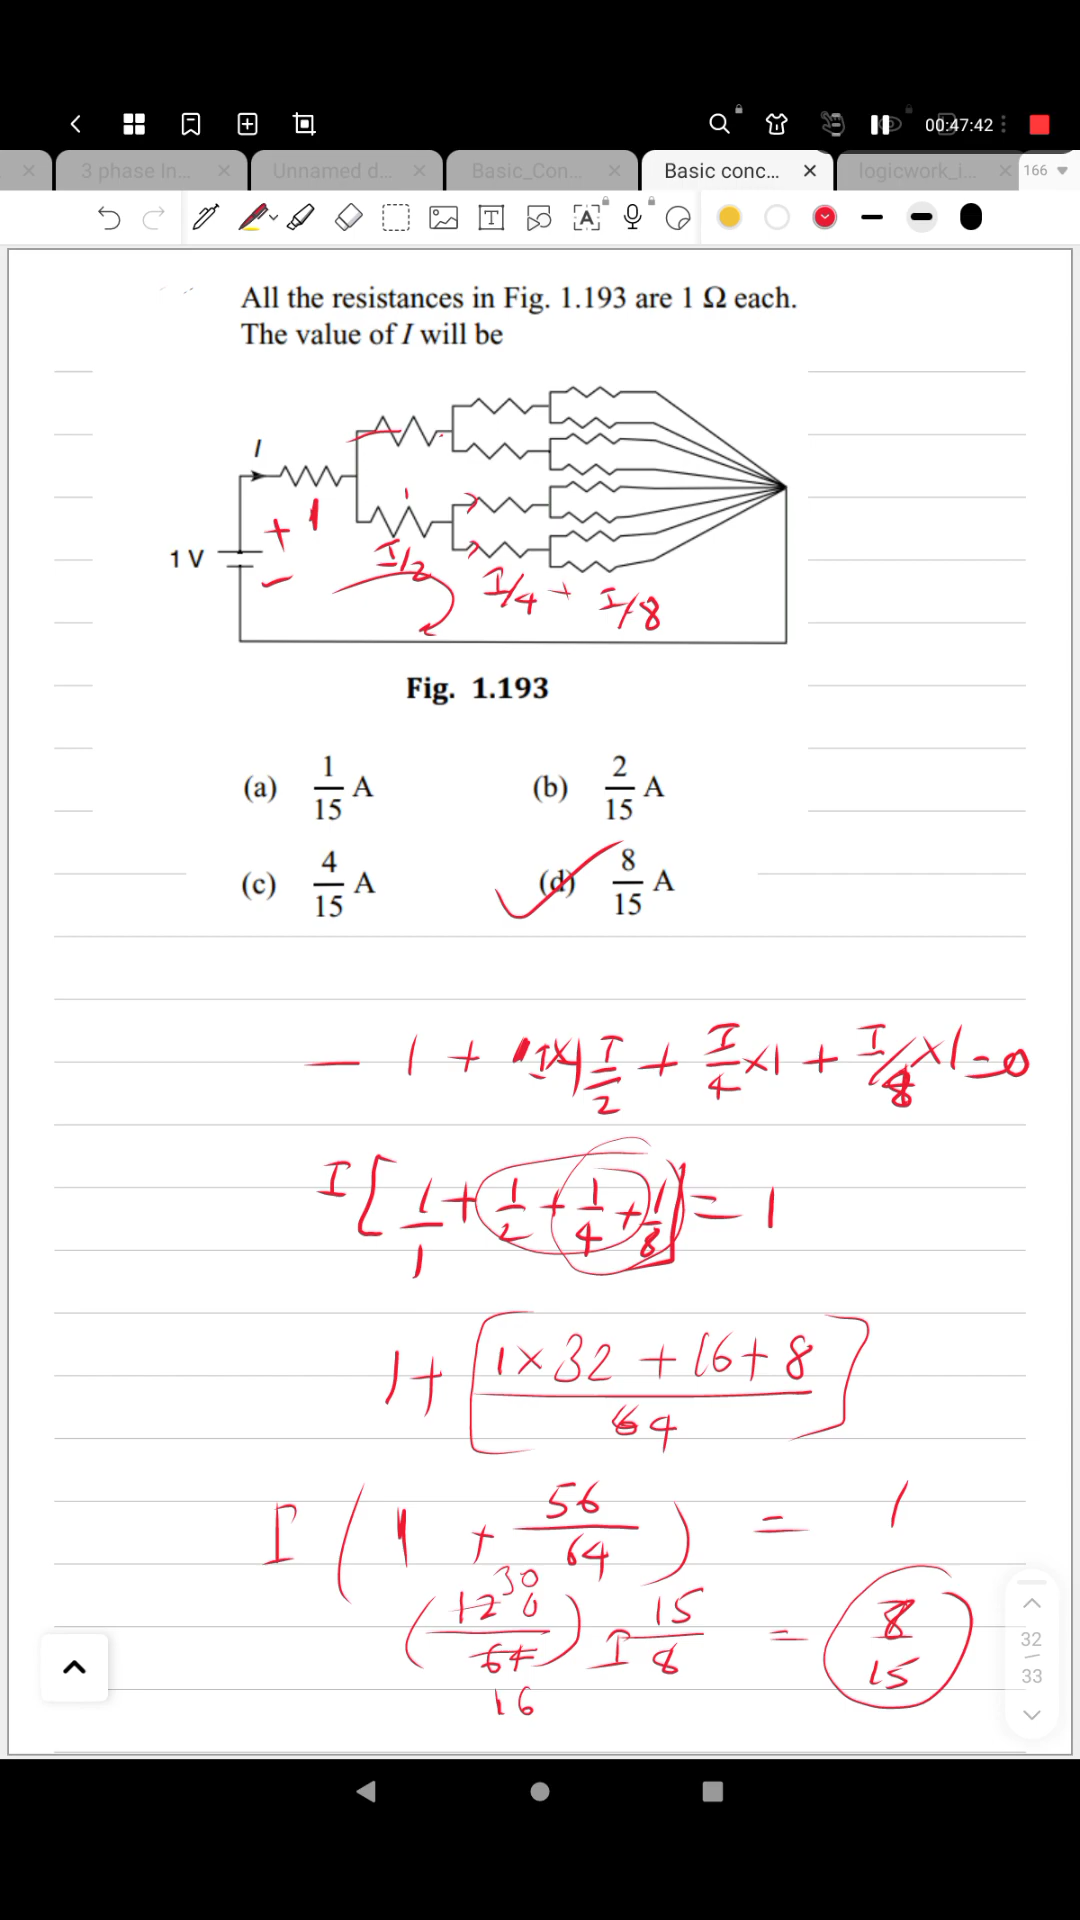 00:47:42
3 phase In...
Unnamed d...
Basic_Con...
Basic conc...
logicwork_i...
166
All the resistances in Fig. 1.193 are 1 Ω each.
The value of I will be
I
1 V
+ 1
−
1
I/2
I/4 + I/8
Fig. 1.193
(a) 1/15 A (b) 2/15 A
(c) 4/15 A (d) 8/15 A
− 1 + I×1 I/2 + I/4 ×1 + I/8 ×1 = 0
I [ 1/1 + 1/2 + 1/4 + 1/8 ] = 1
1 + [ 1 × 32 + 16 + 8 / 64 ]
I ( 1 + 56/64 ) = 1
30
( 120/64 ) I 15/8 = 8/15
16
32
33